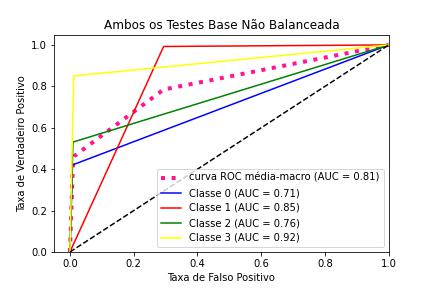 Ambos os Testes Base Não Balanceada
Taxa de Verdadeiro Positivo
1.0
0.8
0.6
0.4
0.2
0.0
curva ROC média-macro (AUC = 0.81)
Classe 0 (AUC = 0.71)
Classe 1 (AUC = 0.85)
Classe 2 (AUC = 0.76)
Classe 3 (AUC = 0.92)
0.0 0.2 0.4 0.6 0.8 1.0
Taxa de Falso Positivo